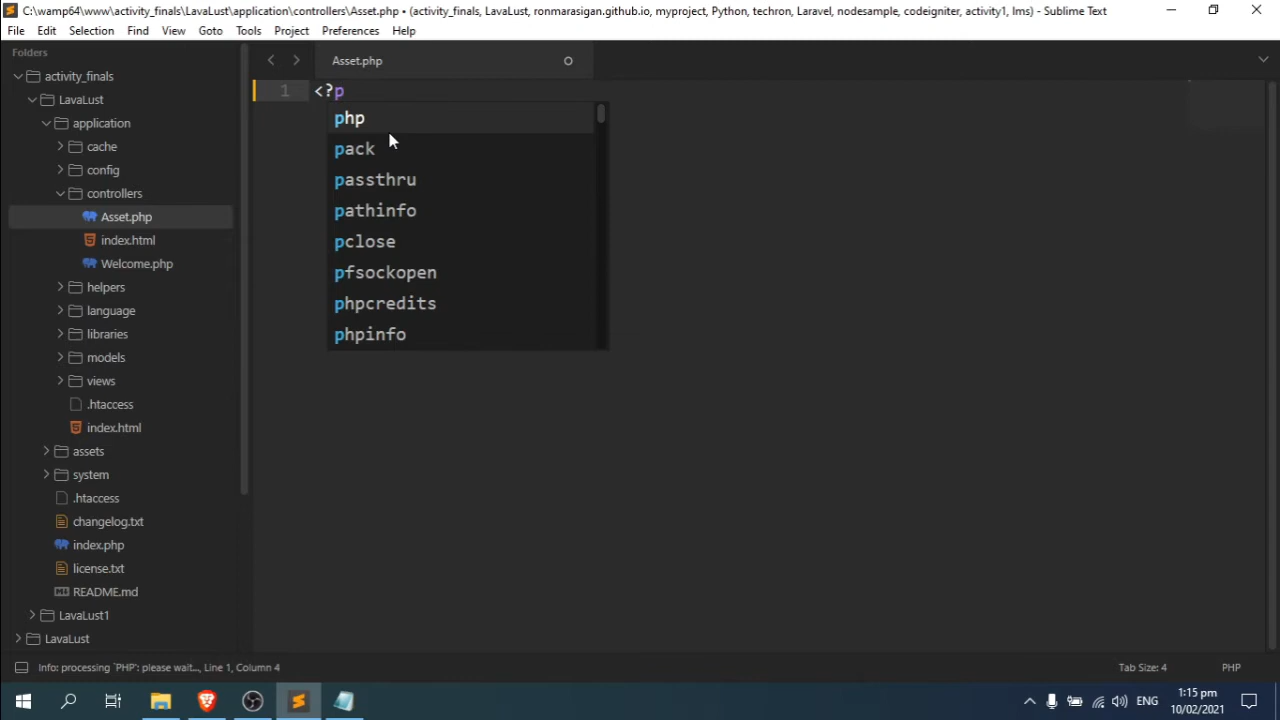 C:\wamp64\www\activity_finals\LavaLust\application\controllers\Asset.php • (activity_finals, LavaLust, ronmarasigan.github.io, myproject, Python, techron, Laravel, nodesample, codeigniter, activity1, lms) - Sublime Text
File Edit Selection Find View Goto Tools Project Preferences Help
Folders
activity_finals
LavaLust
application
cache
config
controllers
Asset.php
index.html
Welcome.php
helpers
language
libraries
models
views
.htaccess
index.html
assets
system
.htaccess
changelog.txt
index.php
license.txt
README.md
LavaLust1
LavaLust
Asset.php
1 <?p
php
pack
passthru
pathinfo
pclose
pfsockopen
phpcredits
phpinfo
Info: processing `PHP`: please wait..., Line 1, Column 4
Tab Size: 4
PHP
ENG
1:15 pm
10/02/2021